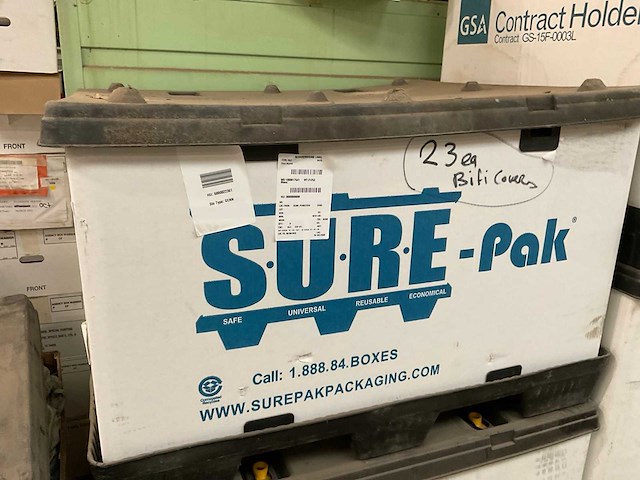 GSA Contract Holder
Contract GS-15F-0003L
FRONT
23 ea
Bifi Covers
S·U·R·E-Pak®
SAFE UNIVERSAL REUSABLE ECONOMICAL
Call: 1.888.84.BOXES
WWW.SUREPAKPACKAGING.COM
FRONT